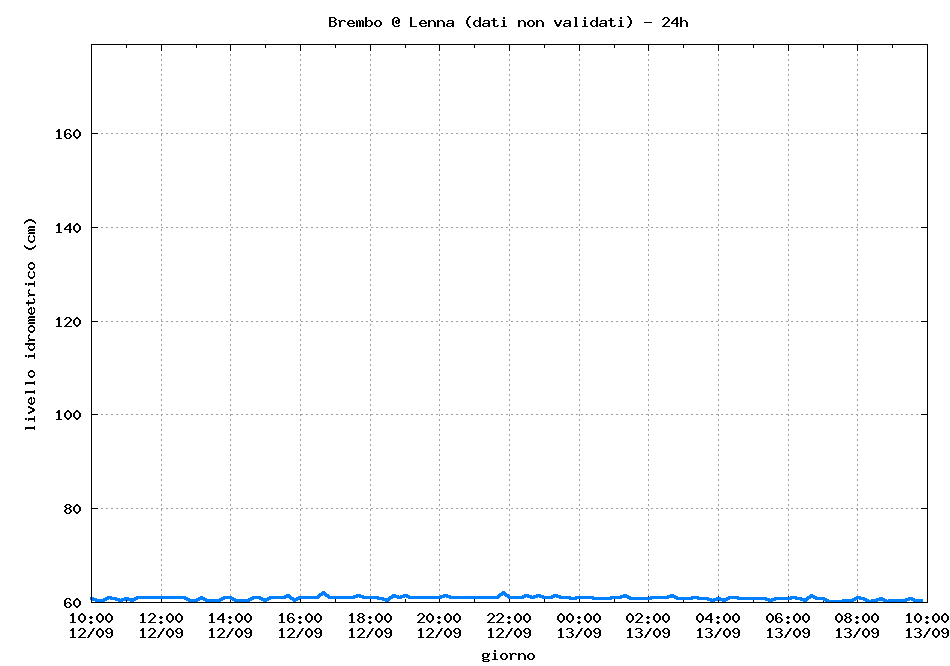 Brembo @ Lenna (dati non validati) - 24h
livello idrometrico (cm)
160
140
120
100
80
60
10:00 12:00 14:00 16:00 18:00 20:00 22:00 00:00 02:00 04:00 06:00 08:00 10:00
12/09 12/09 12/09 12/09 12/09 12/09 12/09 13/09 13/09 13/09 13/09 13/09 13/09
giorno